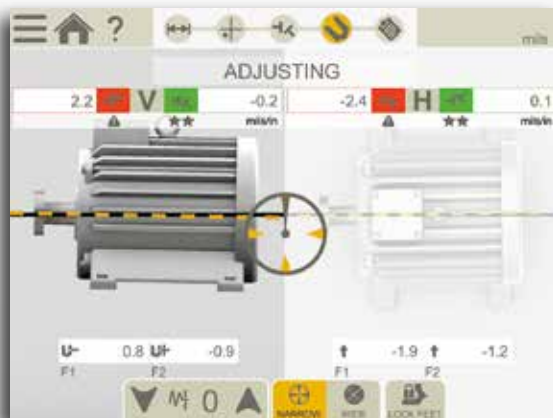 ?
mils
ADJUSTING
2.2 V -0.2 -2.4 H 0.1
mils/in mils/in
0.8 -0.9 -1.9 -1.2
F1 F2 F1 F2
0 NARROW WIDE LOCK FEET